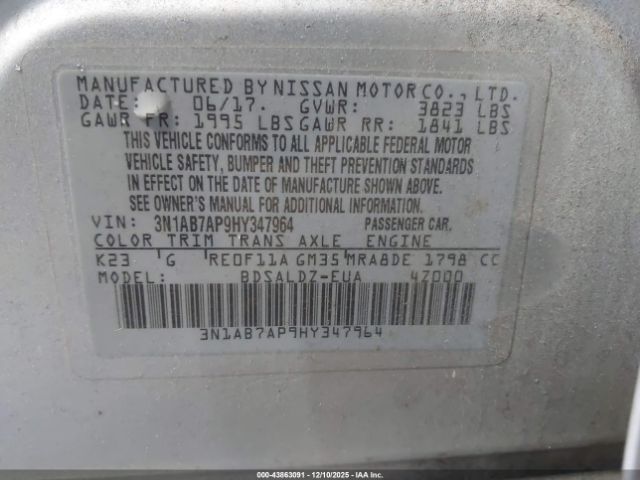 MANUFACTURED BY NISSAN MOTOR CO., LTD.
DATE: 06/17. GVWR: 3823 LBS
GAWR FR: 1995 LBS GAWR RR: 1841 LBS
THIS VEHICLE CONFORMS TO ALL APPLICABLE FEDERAL MOTOR
VEHICLE SAFETY, BUMPER AND THEFT PREVENTION STANDARDS
IN EFFECT ON THE DATE OF MANUFACTURE SHOWN ABOVE.
SEE OWNER'S MANUAL FOR ADDITIONAL INFORMATION.
VIN: 3N1AB7AP9HY347964 PASSENGER CAR.
COLOR TRIM TRANS AXLE ENGINE
K23 G RE0F11A GM35 MRA8DE 1798 CC
MODEL: BDSALDZ-EUA 4Z000
3N1AB7AP9HY347964
000-43863091 - 12/10/2025 - IAAI.COM